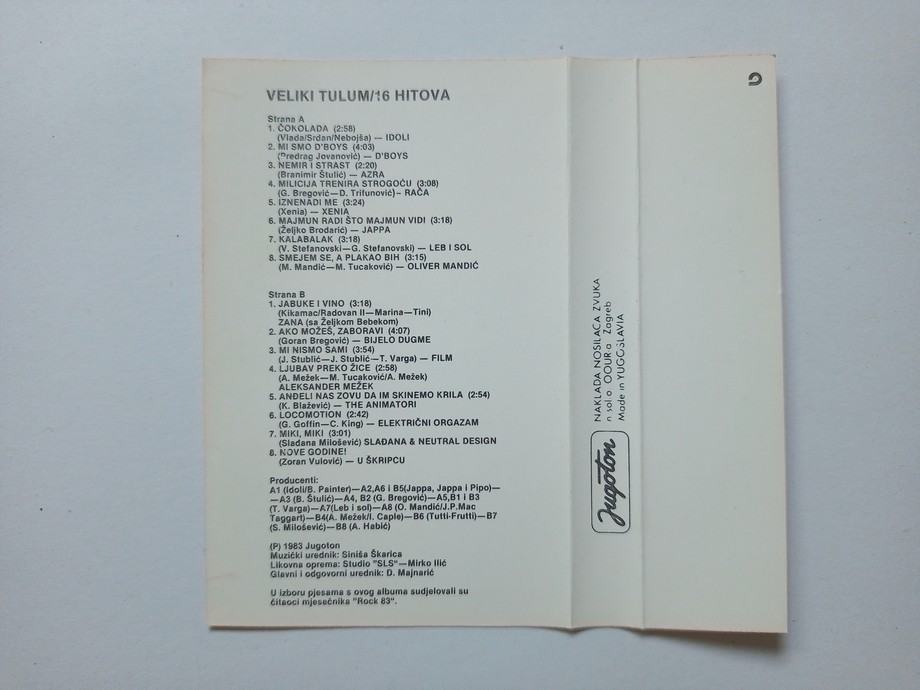 VELIKI TULUM/16 HITOVA
Strana A
1. ČOKOLADA (2:58)
(Vlada/Srđan/Nebojša) — IDOLI
2. MI SMO D'BOYS (4:03)
(Predrag Jovanović) — D'BOYS
3. NEMIR I STRAST (2:20)
(Branimir Štulić) — AZRA
4. MILICIJA TRENIRA STROGOĆU (3:08)
(G. Bregović—D. Trifunović)– RAČA
5. IZNENADI ME (3:24)
(Xenia) — XENIA
6. MAJMUN RADI ŠTO MAJMUN VIDI (3:18)
(Željko Brodarić) — JAPPA
7. KALABALAK (3:18)
(V. Stefanovski—G. Stefanovski) — LEB I SOL
8. SMEJEM SE, A PLAKAO BIH (3:15)
(M. Mandić—M. Tucaković) — OLIVER MANDIĆ
Strana B
1. JABUKE I VINO (3:18)
(Kikamac/Radovan II—Marina—Tini)
ZANA (sa Željkom Bebekom)
2. AKO MOŽEŠ, ZABORAVI (4:07)
(Goran Bregović) — BIJELO DUGME
3. MI NISMO SAMI (3:54)
(J. Stublić—J. Stublić—T. Varga) — FILM
4. LJUBAV PREKO ŽICE (2:58)
(A. Mežek—M. Tucaković/A. Mežek)
ALEKSANDER MEŽEK
5. ANĐELI NAS ZOVU DA IM SKINEMO KRILA (2:54)
(K. Blažević) — THE ANIMATORI
6. LOCOMOTION (2:42)
(G. Goffin—C. King) — ELEKTRIČNI ORGAZAM
7. MIKI, MIKI (3:01)
(Slađana Milošević) SLAĐANA & NEUTRAL DESIGN
8. NOVE GODINE!
(Zoran Vulović) — U ŠKRIPCU
Producenti:
A1 (Idoli/B. Painter)—A2,A6 i B5(Jappa, Jappa i Pipo)—
—A3 (B. Štulić)—A4, B2 (G. Bregović)—A5,B1 i B3
(T. Varga)—A7(Leb i sol)—A8 (O. Mandić/J.P.Mac
Taggart)—B4(A. Mežek/I. Caple)—B6 (Tutti-Frutti)—B7
(S. Milošević)—B8 (A. Habić)
(P) 1983 Jugoton
Muzički urednik: Siniša Škarica
Likovna oprema: Studio "SLS"—Mirko Ilić
Glavni i odgovorni urednik: D. Majnarić
U izboru pjesama s ovog albuma sudjelovali su
čitaoci mjesečnika "Rock 83".
Jugoton
NAKLADA NOSILACA ZVUKA
n sol o OOUR a Zagreb
Made in YUGOSLAVIA